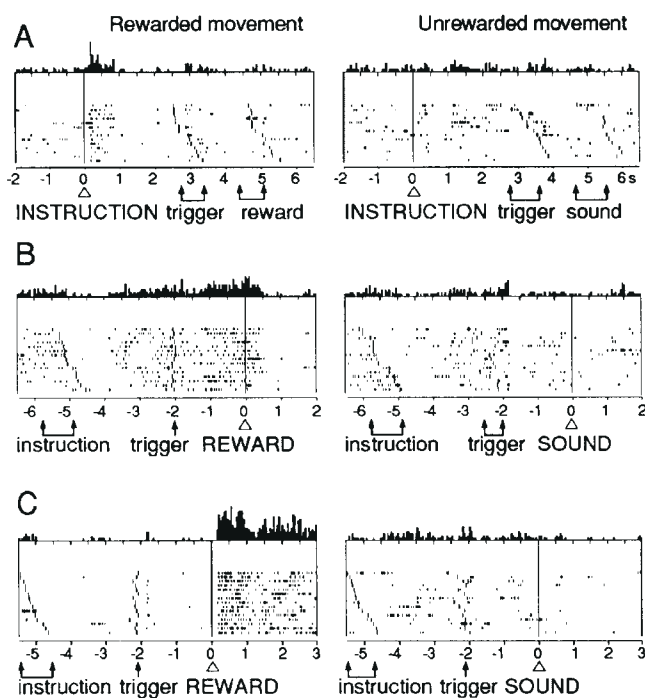 Rewarded movement Unrewarded movement
A
-2 -1 0 1 2 3 4 5 6 -2 -1 0 1 2 3 4 5 6 s
INSTRUCTION trigger reward INSTRUCTION trigger sound
B
-6 -5 -4 -3 -2 -1 0 1 2 -6 -5 -4 -3 -2 -1 0 1 2
instruction trigger REWARD instruction trigger SOUND
C
-5 -4 -3 -2 -1 0 1 2 3 -5 -4 -3 -2 -1 0 1 2 3
instruction trigger REWARD instruction trigger SOUND